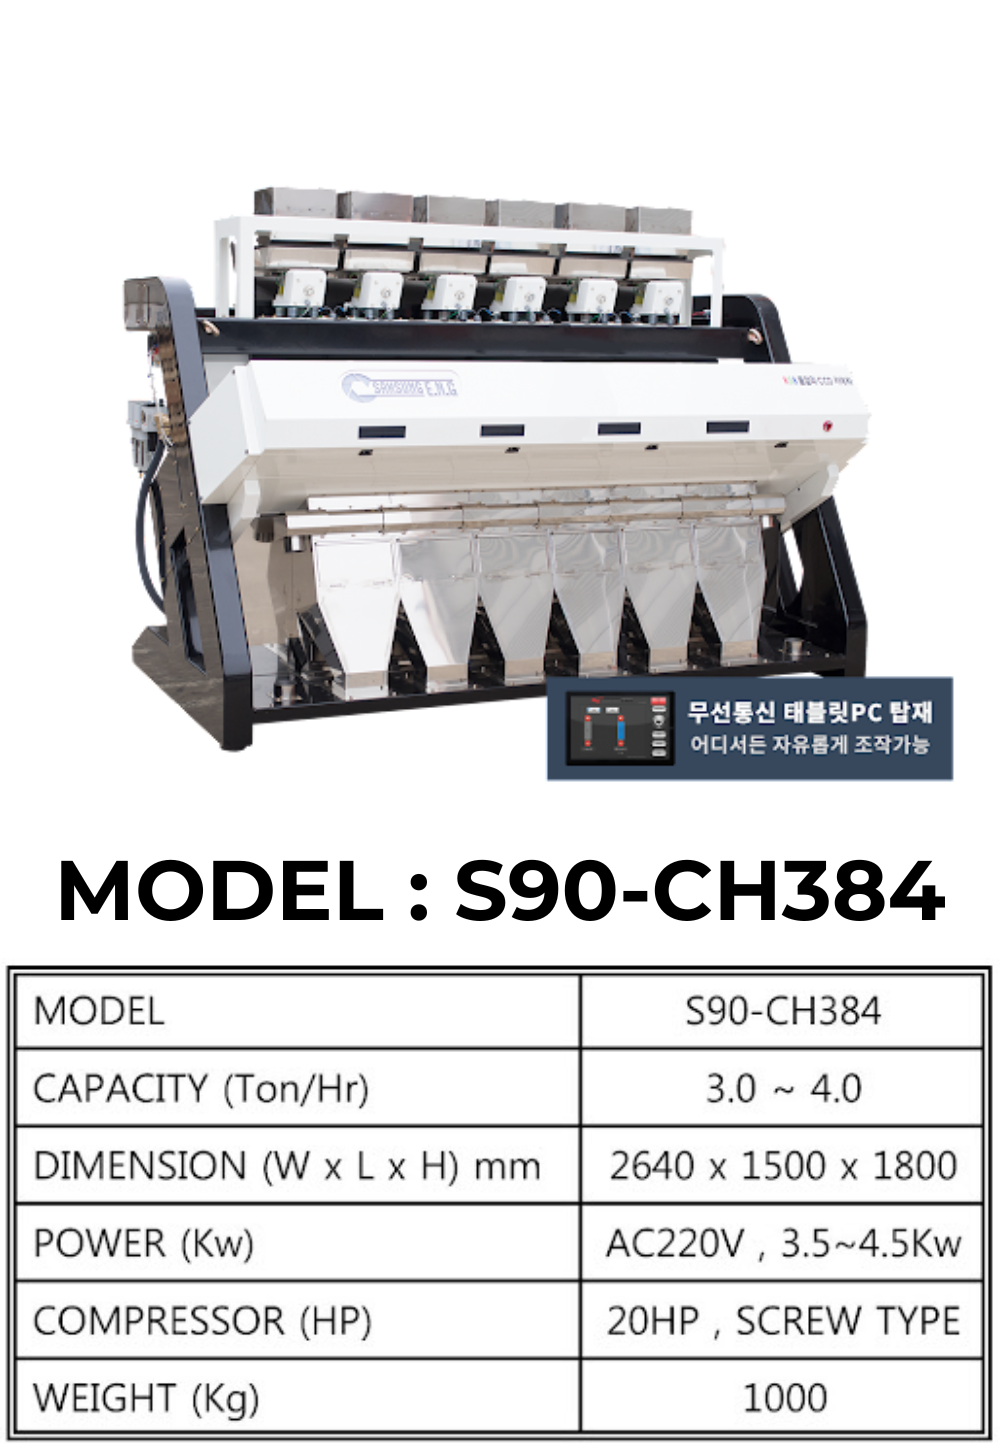 SAMSUNG E.N.G
무선통신 태블릿PC 탑재
어디서든 자유롭게 조작가능
MODEL : S90-CH384
MODEL S90-CH384
CAPACITY (Ton/Hr) 3.0 ~ 4.0
DIMENSION (W x L x H) mm 2640 x 1500 x 1800
POWER (Kw) AC220V , 3.5~4.5Kw
COMPRESSOR (HP) 20HP , SCREW TYPE
WEIGHT (Kg) 1000